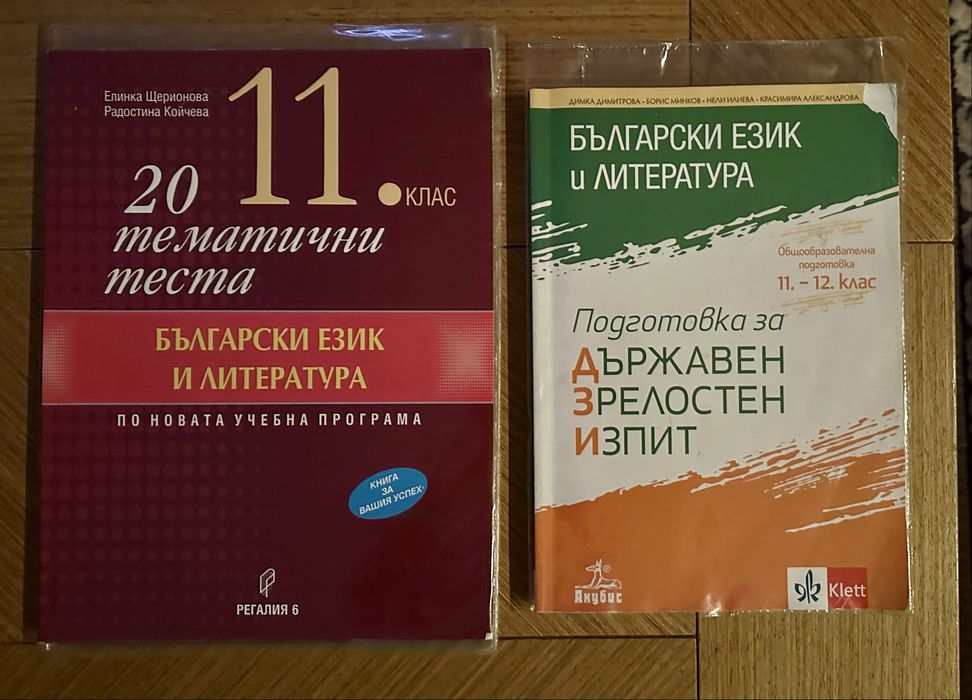 Елинка Щерионова
Радостина Койчева
11. КЛАС
20
тематични
теста
БЪЛГАРСКИ ЕЗИК
И ЛИТЕРАТУРА
ПО НОВАТА УЧЕБНА ПРОГРАМА
КНИГА
ЗА
ВАШИЯ УСПЕХ
РЕГАЛИЯ 6
ДИМКА ДИМИТРОВА • БОРИС МИНКОВ • НЕЛИ ИЛИЕВА • КРАСИМИРА АЛЕКСАНДРОВА
БЪЛГАРСКИ ЕЗИК
и ЛИТЕРАТУРА
Общообразователна
подготовка
11. – 12. клас
Подготовка за
ДЪРЖАВЕН
ЗРЕЛОСТЕН
ИЗПИТ
Анубис
Klett